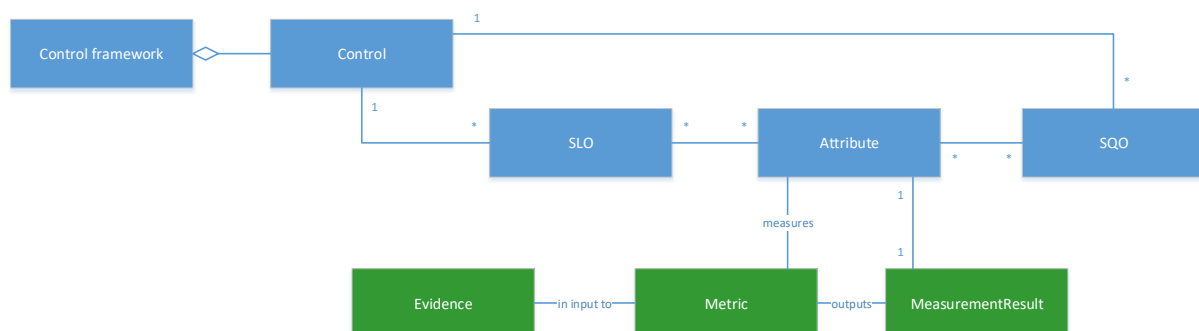 1
Control framework
Control
1
*
*
SLO
*
*
Attribute
*
*
SQO
1
measures
1
Evidence
in input to
Metric
outputs
MeasurementResult